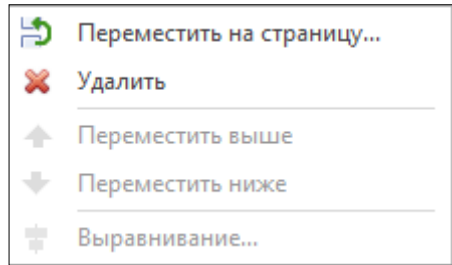 Переместить на страницу...
Удалить
Переместить выше
Переместить ниже
Выравнивание...